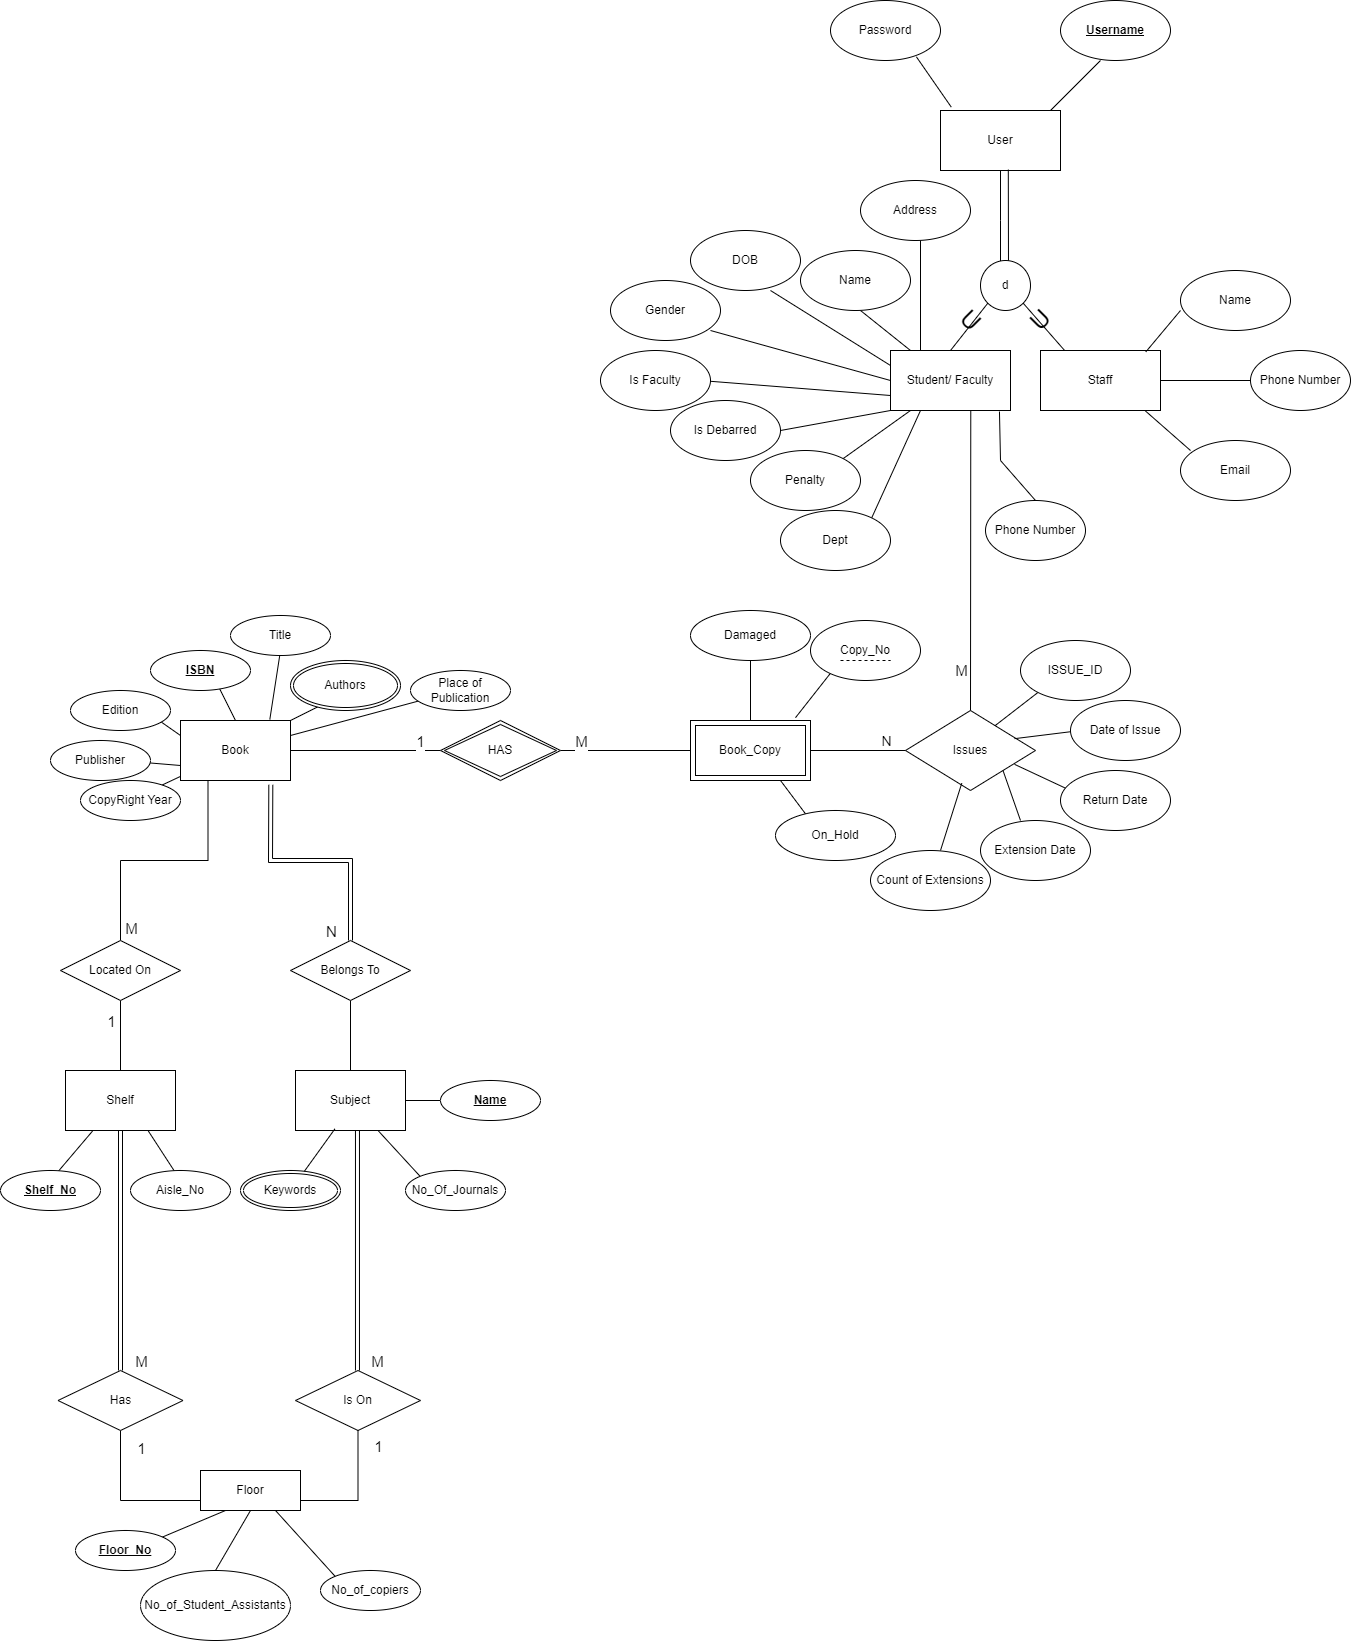 Password
Username
User
Address
DOB
Name
d
Gender
Name
Is Faculty
Student/ Faculty
Staff
Phone Number
Is Debarred
Penalty
Email
Dept
Phone Number
Title
Damaged
Copy_No
ISBN
Authors
Place of
Publication
M
ISSUE_ID
Edition
Date of Issue
Publisher
Book
1
HAS
M
Book_Copy
N
Issues
CopyRight Year
Return Date
On_Hold
Extension Date
Count of Extensions
M
N
Located On
Belongs To
1
Shelf
Subject
Name
Shelf_No
Aisle_No
Keywords
No_Of_Journals
M
M
Has
Is On
1
1
Floor
Floor_No
No_of_Student_Assistants
No_of_copiers